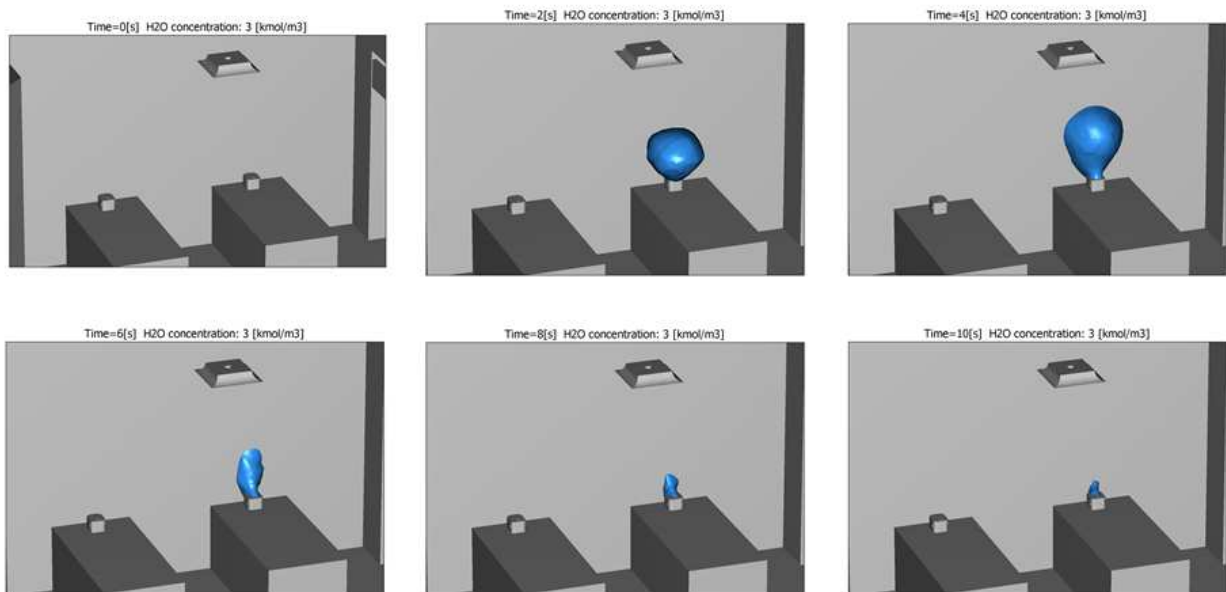 Time=0[s] H2O concentration: 3 [kmol/m3]
Time=2[s] H2O concentration: 3 [kmol/m3]
Time=4[s] H2O concentration: 3 [kmol/m3]
Time=6[s] H2O concentration: 3 [kmol/m3]
Time=8[s] H2O concentration: 3 [kmol/m3]
Time=10[s] H2O concentration: 3 [kmol/m3]